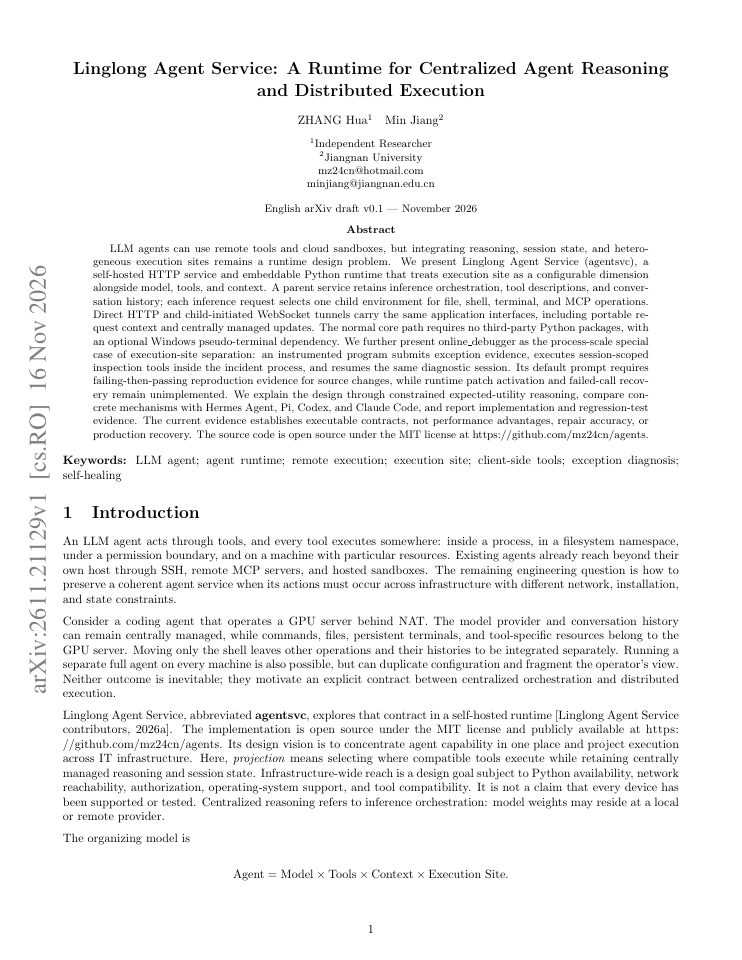 Linglong Agent Service: A Runtime for Centralized Agent Reasoning
and Distributed Execution
ZHANG Hua1 Min Jiang2
1Independent Researcher
2Jiangnan University
mz24cn@hotmail.com
minjiang@jiangnan.edu.cn
English arXiv draft v0.1 — November 2026
Abstract
LLM agents can use remote tools and cloud sandboxes, but integrating reasoning, session state, and hetero-
geneous execution sites remains a runtime design problem. We present Linglong Agent Service (agentsvc), a
self-hosted HTTP service and embeddable Python runtime that treats execution site as a configurable dimension
alongside model, tools, and context. A parent service retains inference orchestration, tool descriptions, and conver-
sation history; each inference request selects one child environment for file, shell, terminal, and MCP operations.
Direct HTTP and child-initiated WebSocket tunnels carry the same application interfaces, including portable re-
quest context and centrally managed updates. The normal core path requires no third-party Python packages, with
an optional Windows pseudo-terminal dependency. We further present online_debugger as the process-scale special
case of execution-site separation: an instrumented program submits exception evidence, executes session-scoped
inspection tools inside the incident process, and resumes the same diagnostic session. Its default prompt requires
failing-then-passing reproduction evidence for source changes, while runtime patch activation and failed-call recov-
ery remain unimplemented. We explain the design through constrained expected-utility reasoning, compare con-
crete mechanisms with Hermes Agent, Pi, Codex, and Claude Code, and report implementation and regression-test
evidence. The current evidence establishes executable contracts, not performance advantages, repair accuracy, or
production recovery. The source code is open source under the MIT license at https://github.com/mz24cn/agents.
Keywords: LLM agent; agent runtime; remote execution; execution site; client-side tools; exception diagnosis;
self-healing
1 Introduction
An LLM agent acts through tools, and every tool executes somewhere: inside a process, in a filesystem namespace,
under a permission boundary, and on a machine with particular resources. Existing agents already reach beyond their
own host through SSH, remote MCP servers, and hosted sandboxes. The remaining engineering question is how to
preserve a coherent agent service when its actions must occur across infrastructure with different network, installation,
and state constraints.
Consider a coding agent that operates a GPU server behind NAT. The model provider and conversation history
can remain centrally managed, while commands, files, persistent terminals, and tool-specific resources belong to the
GPU server. Moving only the shell leaves other operations and their histories to be integrated separately. Running a
separate full agent on every machine is also possible, but can duplicate configuration and fragment the operator's view.
Neither outcome is inevitable; they motivate an explicit contract between centralized orchestration and distributed
execution.
Linglong Agent Service, abbreviated agentsvc, explores that contract in a self-hosted runtime [Linglong Agent Service
contributors, 2026a]. The implementation is open source under the MIT license and publicly available at https:
//github.com/mz24cn/agents. Its design vision is to concentrate agent capability in one place and project execution
across IT infrastructure. Here, projection means selecting where compatible tools execute while retaining centrally
managed reasoning and session state. Infrastructure-wide reach is a design goal subject to Python availability, network
reachability, authorization, operating-system support, and tool compatibility. It is not a claim that every device has
been supported or tested. Centralized reasoning refers to inference orchestration: model weights may reside at a local
or remote provider.
The organizing model is
Agent = Model × Tools × Context × Execution Site.
1
arXiv:2611.21129v1 [cs.RO] 16 Nov 2026